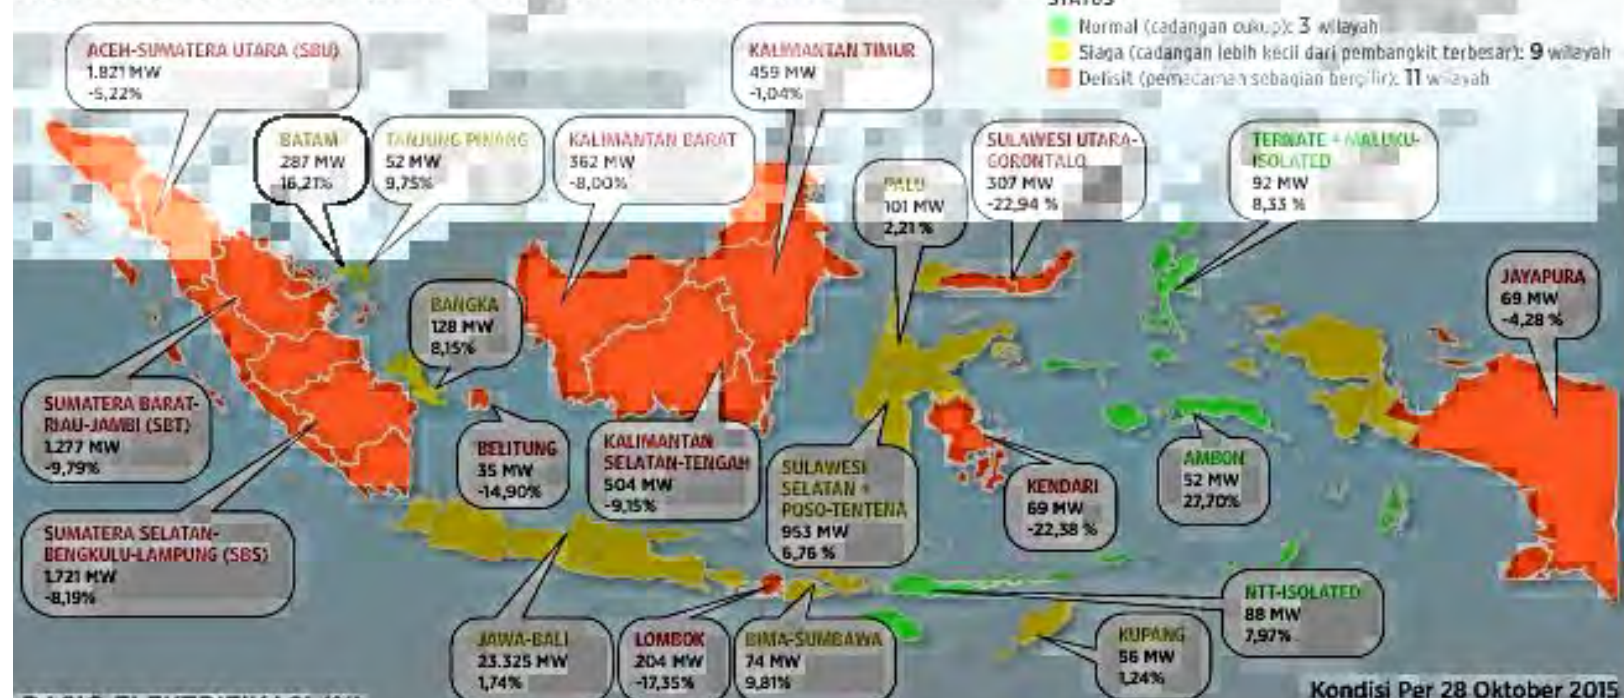 STATUS
Normal (cadangan cukup): 3 wilayah
Siaga (cadangan lebih kecil dari pembangkit terbesar): 9 wilayah
Defisit (pemadaman sebagian bergilir): 11 wilayah
ACEH-SUMATERA UTARA (SBU)
1.821 MW
-5,22%
KALIMANTAN TIMUR
459 MW
-1,04%
BATAM
287 MW
16,21%
TANJUNG PINANG
52 MW
9,75%
KALIMANTAN BARAT
362 MW
-8,00%
PALU
101 MW
2,21 %
SULAWESI UTARA-
GORONTALO
307 MW
-22,94 %
TERNATE + MALUKU-
ISOLATED
92 MW
8,33 %
JAYAPURA
69 MW
-4,28 %
BANGKA
128 MW
8,15%
SUMATERA BARAT-
RIAU-JAMBI (SBT)
1.277 MW
-9,79%
BELITUNG
35 MW
-14,90%
KALIMANTAN
SELATAN-TENGAH
504 MW
-9,15%
SULAWESI
SELATAN +
POSO-TENTENA
953 MW
6,76 %
KENDARI
69 MW
-22,38 %
AMBON
52 MW
27,70%
SUMATERA SELATAN-
BENGKULU-LAMPUNG (SBS)
1.721 MW
-8,19%
JAWA-BALI
23.325 MW
1,74%
LOMBOK
204 MW
-17,35%
BIMA-SUMBAWA
74 MW
9,81%
KUPANG
56 MW
1,24%
NTT-ISOLATED
88 MW
7,97%
Kondisi Per 28 Oktober 2015